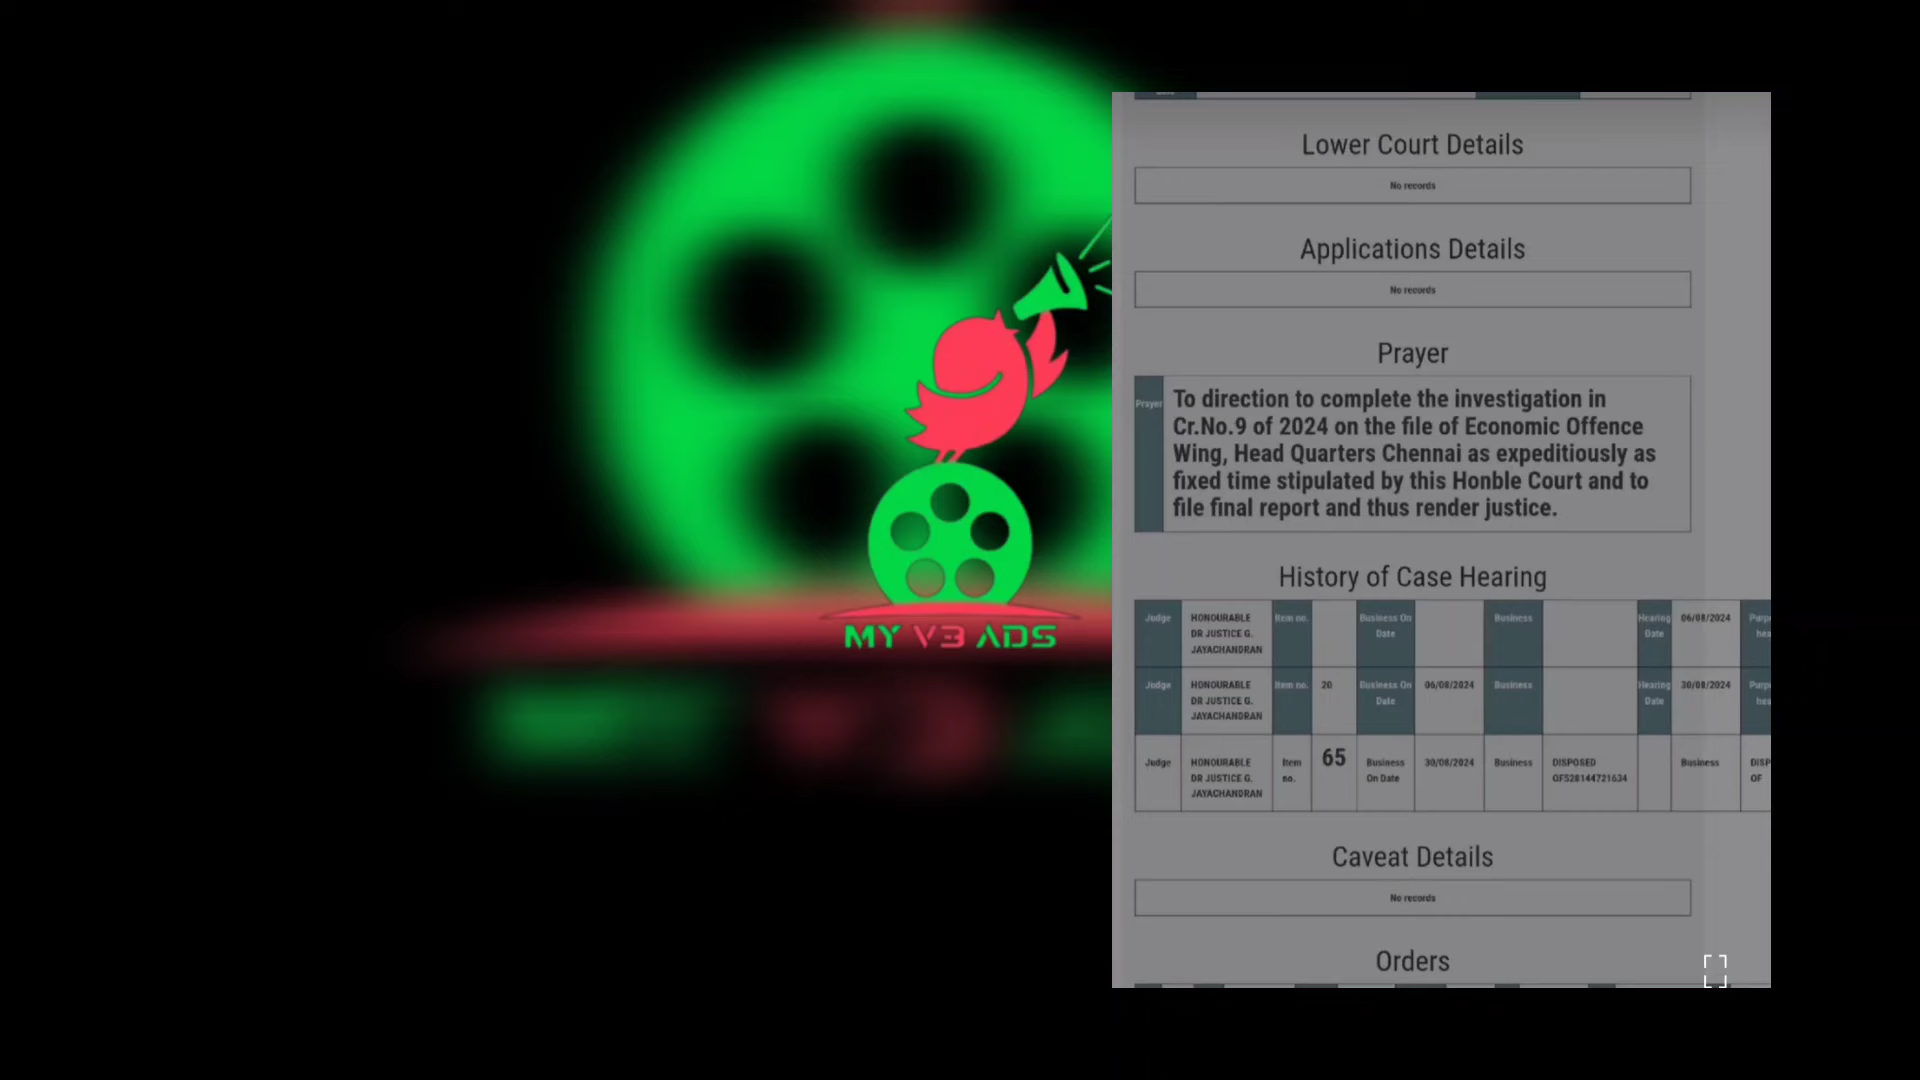 MY V3 ADS
Lower Court Details
No records
Applications Details
No records
Prayer
Prayer
To direction to complete the investigation in
Cr.No.9 of 2024 on the file of Economic Offence
Wing, Head Quarters Chennai as expeditiously as
fixed time stipulated by this Honble Court and to
file final report and thus render justice.
History of Case Hearing
Judge HONOURABLE DR JUSTICE G. JAYACHANDRAN Item no. Business On Date Business Hearing Date 06/08/2024
Judge HONOURABLE DR JUSTICE G. JAYACHANDRAN Item no. 20 Business On Date 06/08/2024 Business Hearing Date 30/08/2024
Judge HONOURABLE DR JUSTICE G. JAYACHANDRAN Item no. 65 Business On Date 30/08/2024 Business DISPOSED OF528144721634 Business DISP OF
Caveat Details
No records
Orders